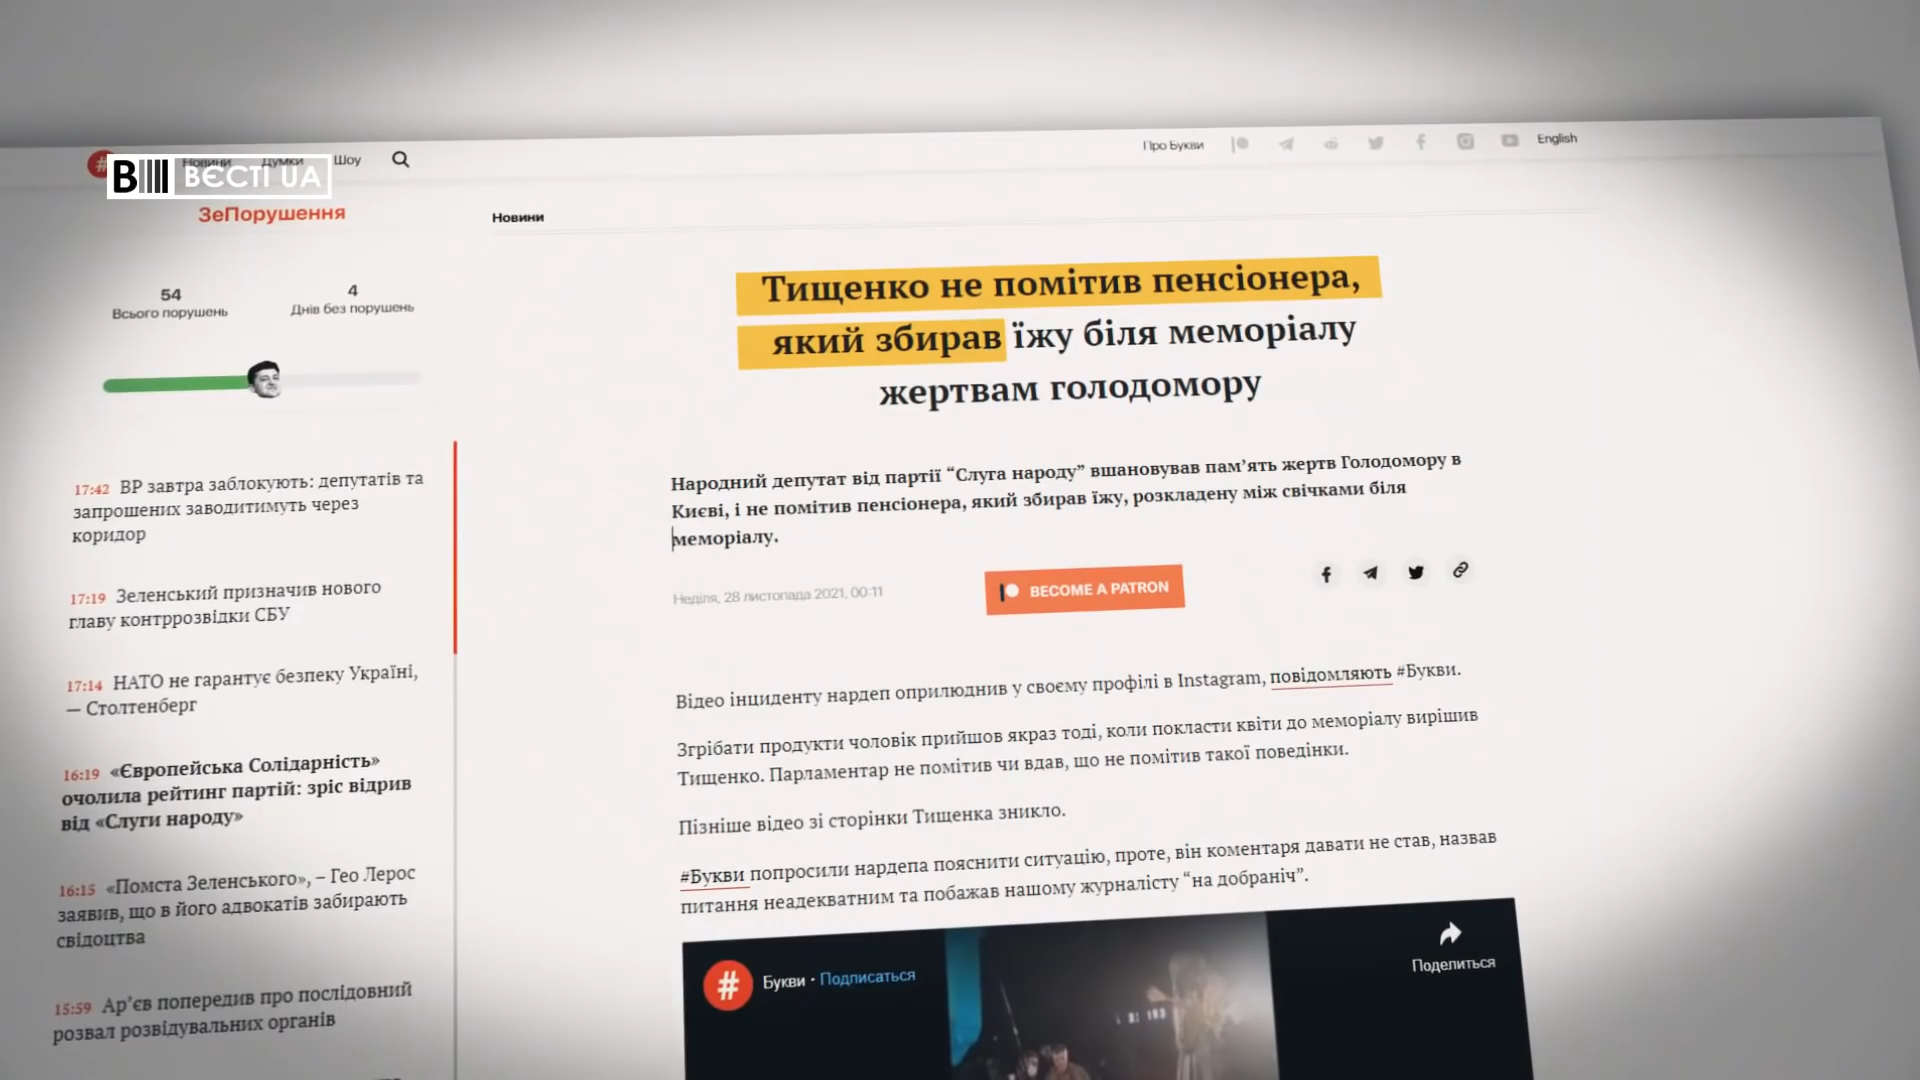 Новини Думки Шоу
Про Букви
English
В ВЄСТІ UA
ЗеПорушення
54
Всього порушень
4
Днів без порушень
17:42 ВР завтра заблокують: депутатів та
запрошених заводитимуть через
коридор
17:19 Зеленський призначив нового
главу контррозвідки СБУ
17:14 НАТО не гарантує безпеку Україні,
— Столтенберг
16:19 «Європейська Солідарність»
очолила рейтинг партій: зріс відрив
від «Слуги народу»
16:15 «Помста Зеленського», – Гео Лерос
заявив, що в його адвокатів забирають
свідоцтва
15:59 Ар’єв попередив про послідовний
розвал розвідувальних органів
Новини
Тищенко не помітив пенсіонера,
який збирав їжу біля меморіалу
жертвам голодомору
Народний депутат від партії “Слуга народу” вшановував пам’ять жертв Голодомору в
Києві, і не помітив пенсіонера, який збирав їжу, розкладену між свічками біля
меморіалу.
Неділя, 28 листопада 2021, 00:11
BECOME A PATRON
Відео інциденту нардеп оприлюднив у своєму профілі в Instagram, повідомляють #Букви.
Згрібати продукти чоловік прийшов якраз тоді, коли покласти квіти до меморіалу вирішив
Тищенко. Парламентар не помітив чи вдав, що не помітив такої поведінки.
Пізніше відео зі сторінки Тищенка зникло.
#Букви попросили нардепа пояснити ситуацію, проте, він коментаря давати не став, назвав
питання неадекватним та побажав нашому журналісту “на добраніч”.
# Букви • Подписаться
Поделиться